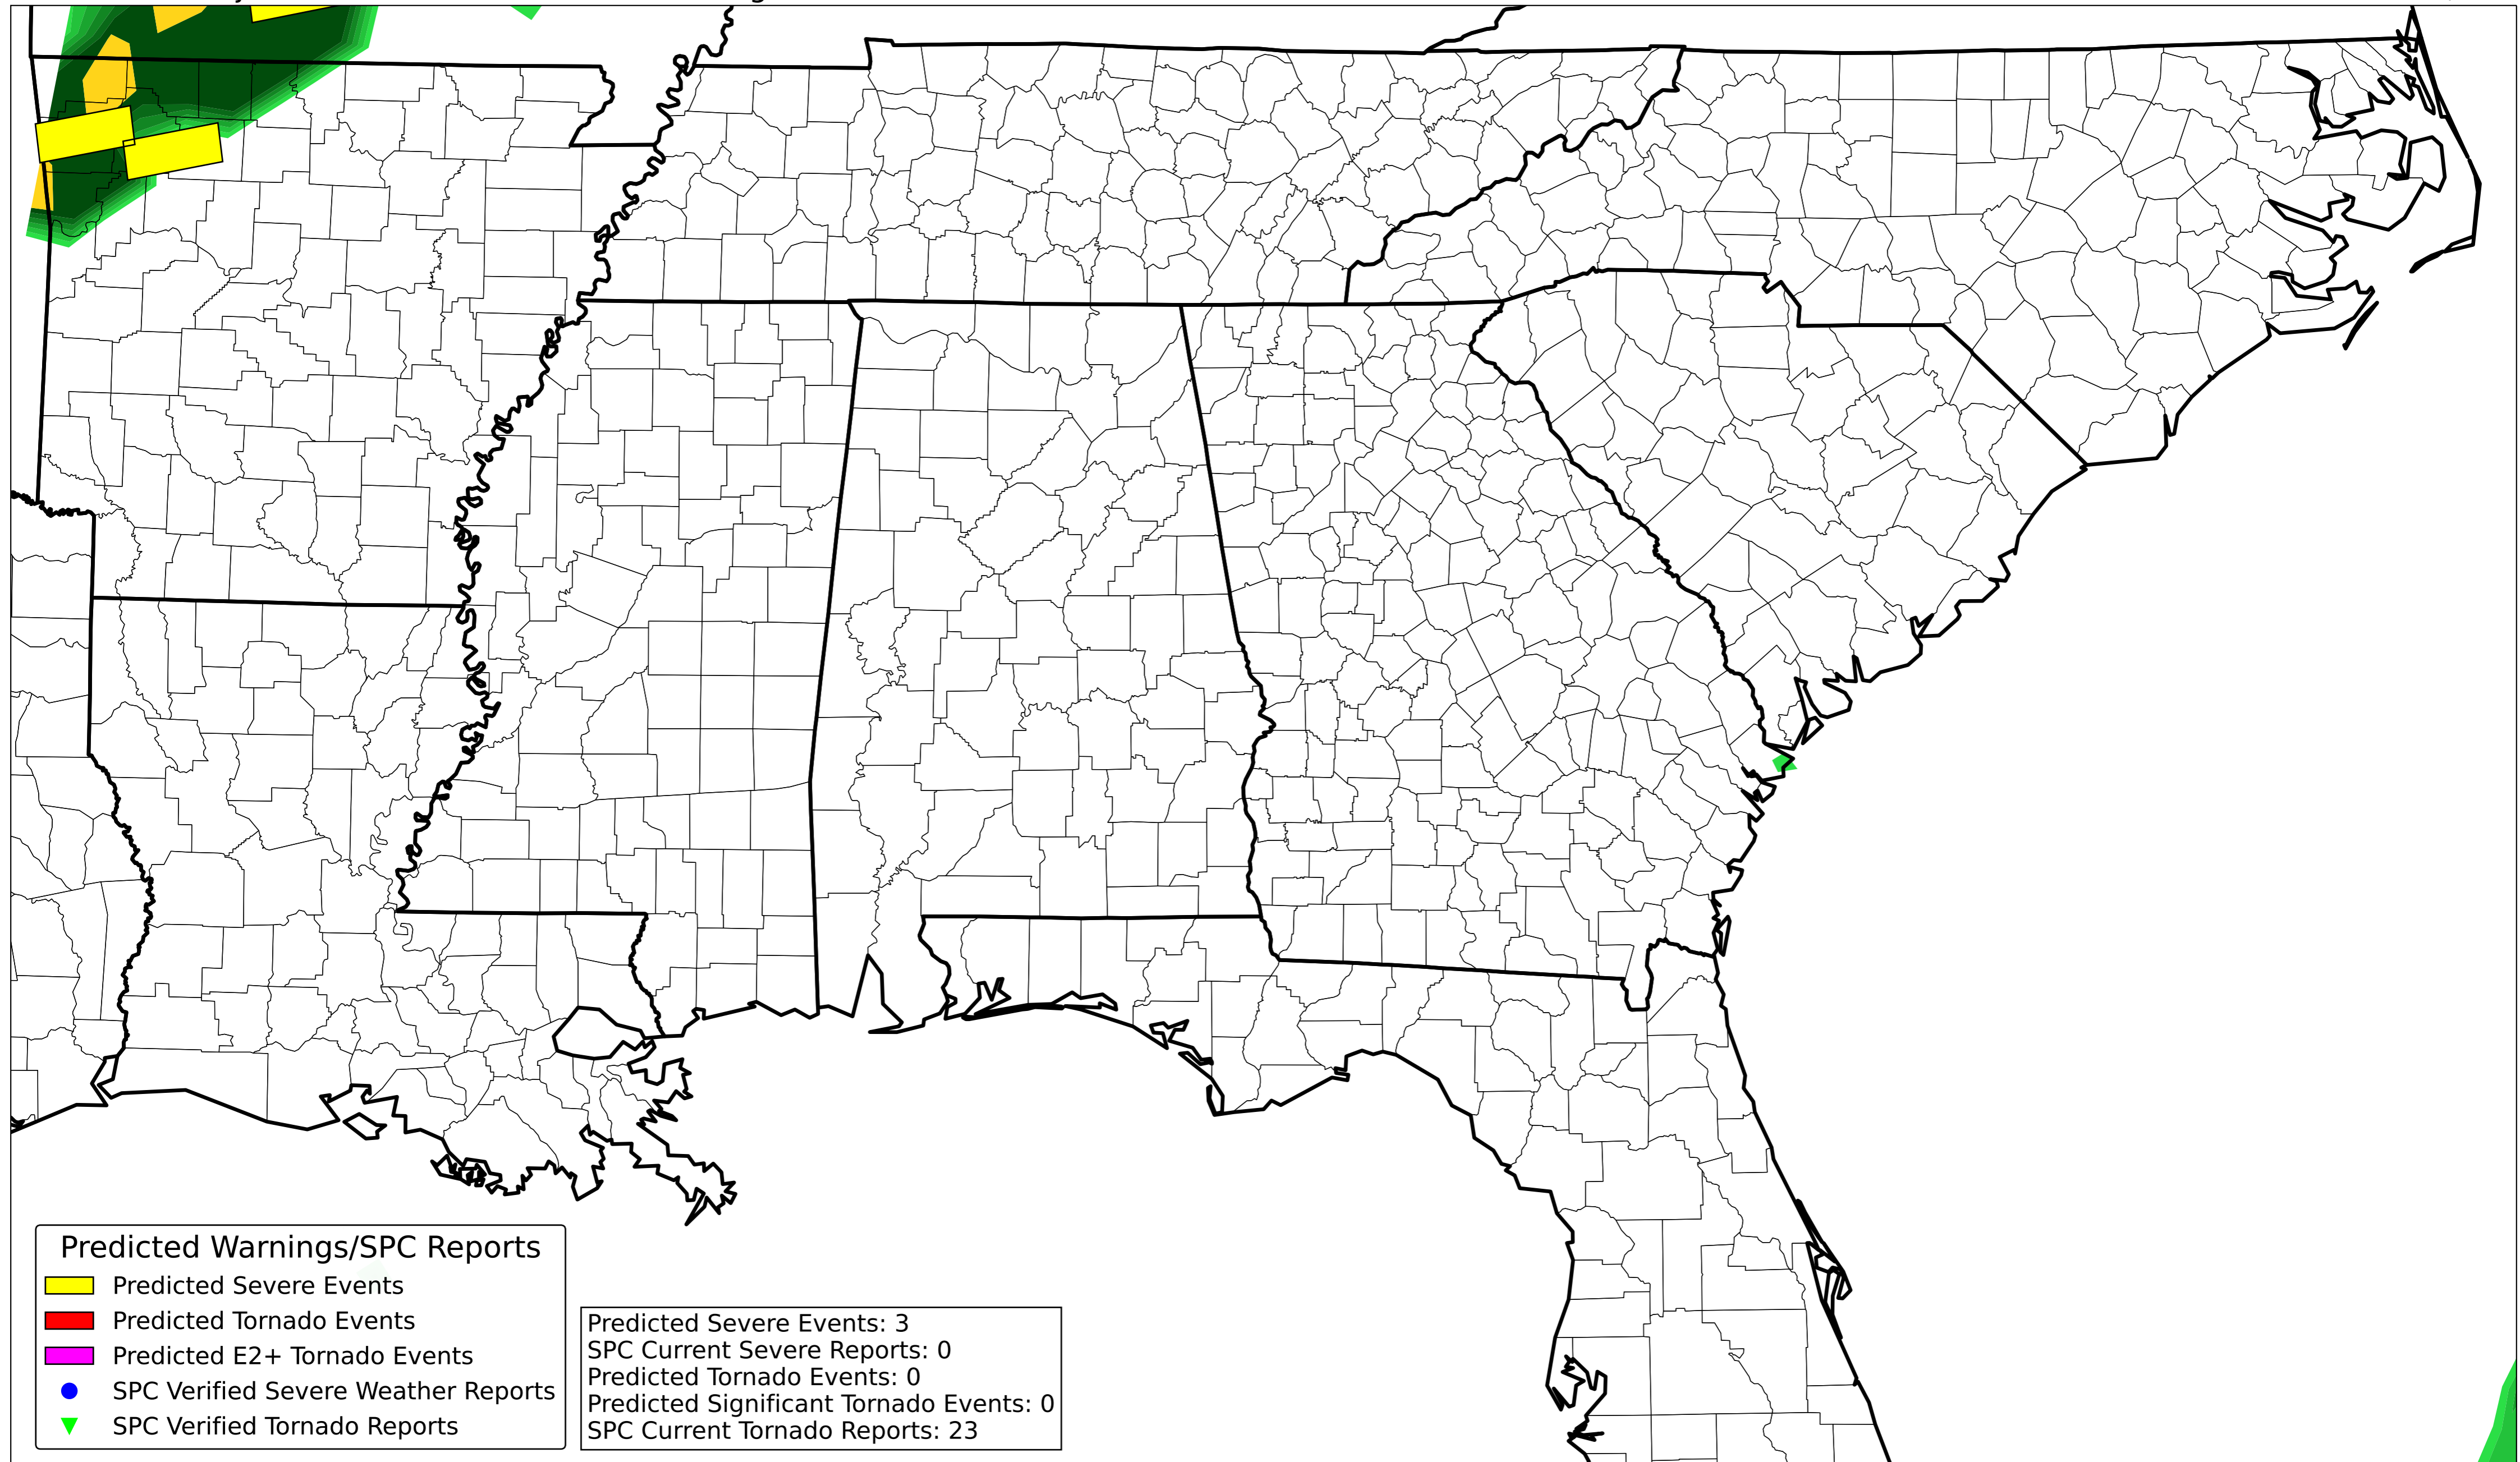 Predicted Warnings/SPC Reports
Predicted Severe Events
Predicted Tornado Events
Predicted E2+ Tornado Events
SPC Verified Severe Weather Reports
SPC Verified Tornado Reports
Predicted Severe Events: 3
SPC Current Severe Reports: 0
Predicted Tornado Events: 0
Predicted Significant Tornado Events: 0
SPC Current Tornado Reports: 23